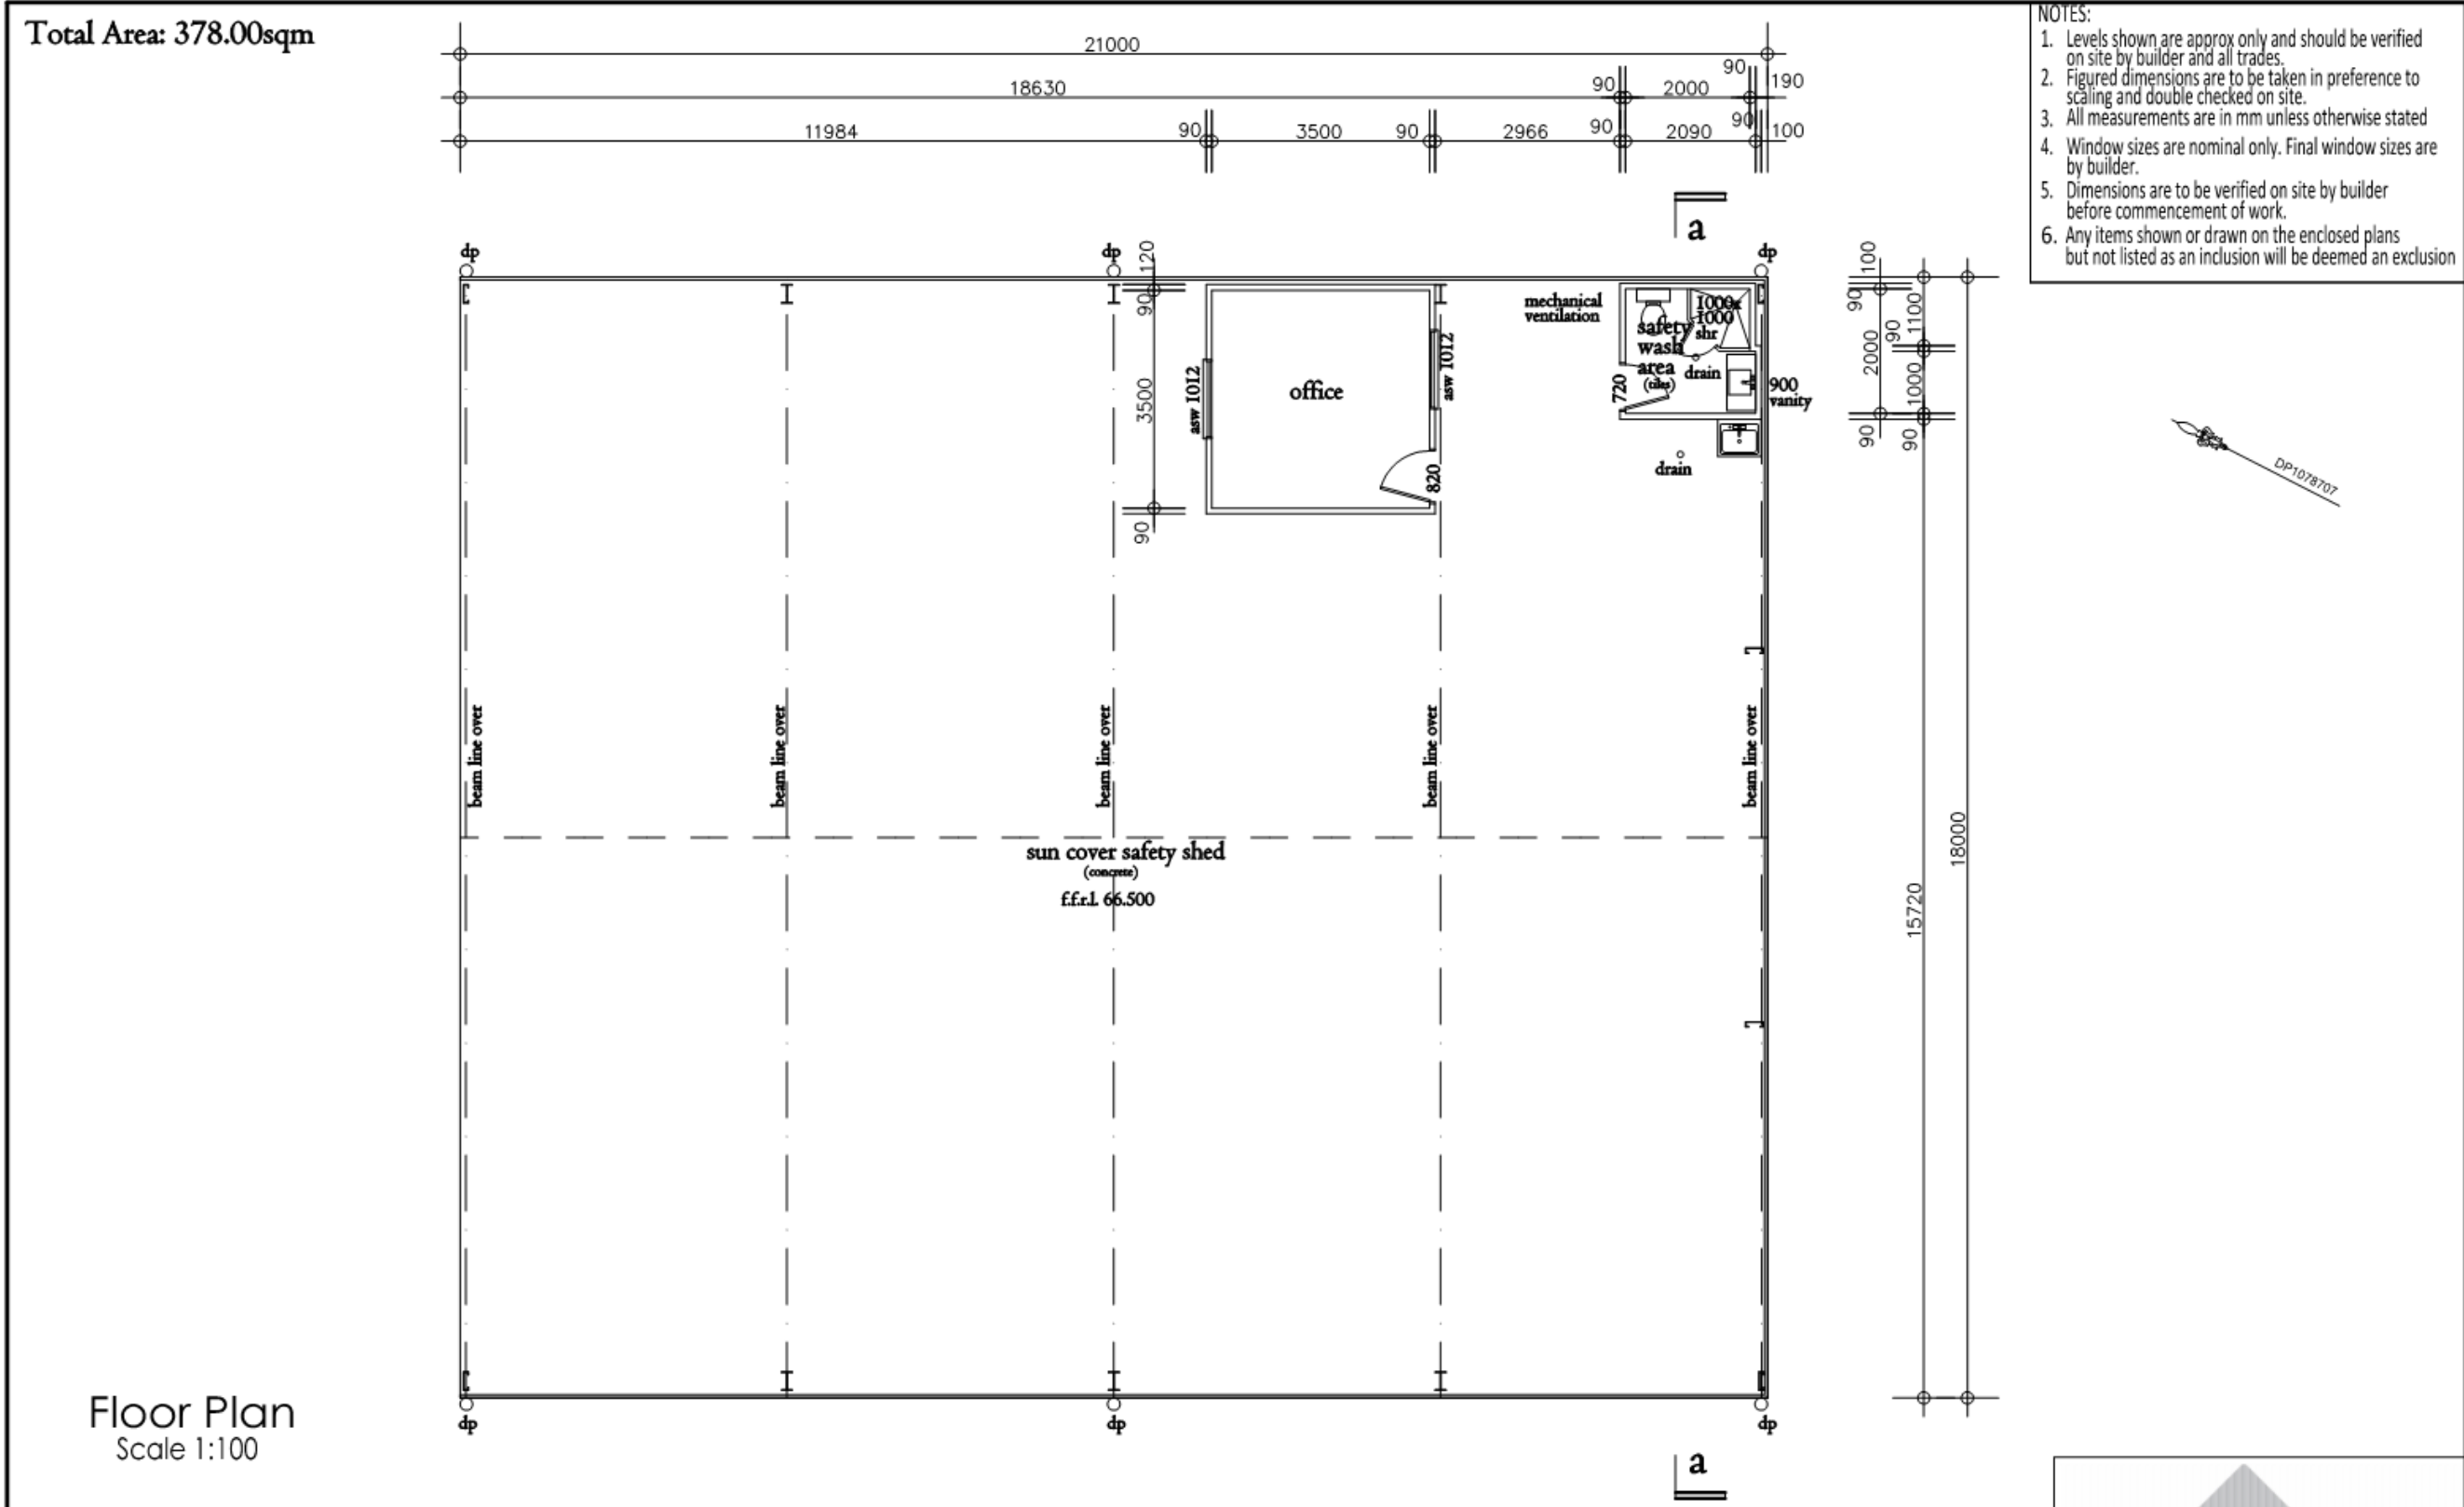 Total Area: 378.00sqm
NOTES:
1. Levels shown are approx only and should be verified
on site by builder and all trades.
2. Figured dimensions are to be taken in preference to
scaling and double checked on site.
3. All measurements are in mm unless otherwise stated
4. Window sizes are nominal only. Final window sizes are
by builder.
5. Dimensions are to be verified on site by builder
before commencement of work.
6. Any items shown or drawn on the enclosed plans
but not listed as an inclusion will be deemed an exclusion
21000
18630
90
2000
90
190
11984
90
3500
90
2966
90
2090
90
100
a
dp
dp
dp
120
90
3500
90
asw 1012
office
asw 1012
820
mechanical
ventilation
1000x
1000
shr
safety
wash
area
(tiles)
drain
720
900
vanity
drain
100
90
2000
90
1100
90
1000
90
15720
18000
DP1078707
beam line over
beam line over
beam line over
beam line over
beam line over
sun cover safety shed
(concrete)
f.f.r.l. 66.500
dp
dp
dp
a
Floor Plan
Scale 1:100